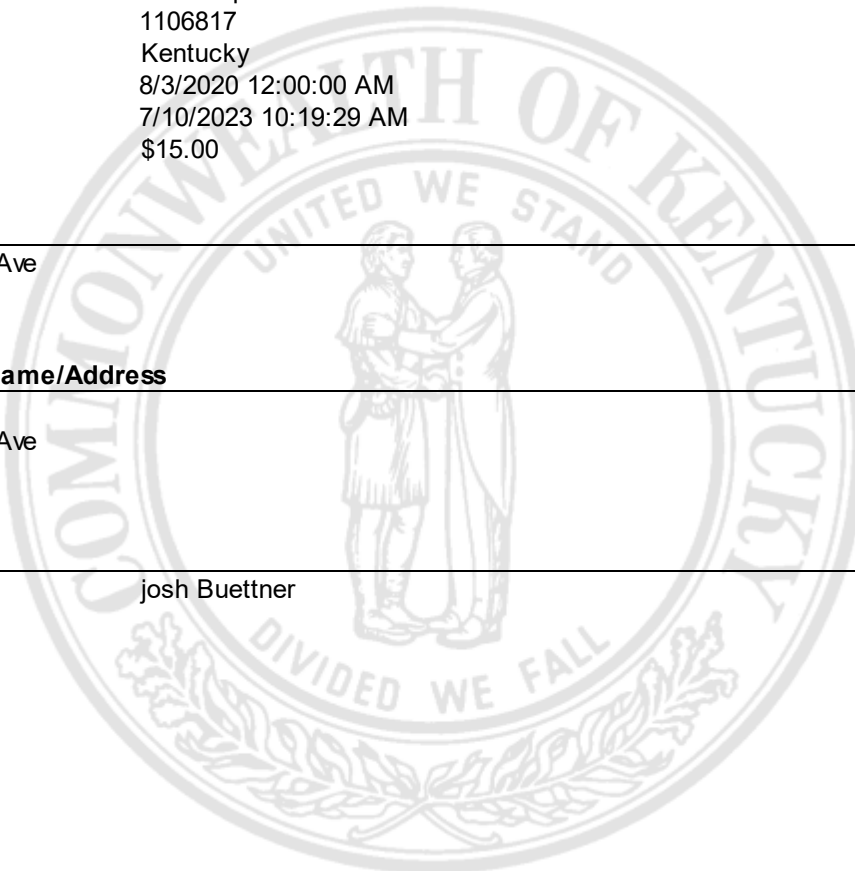 1106817
Kentucky
8/3/2020 12:00:00 AM
7/10/2023 10:19:29 AM
$15.00
Ave
ame/Address
Ave
josh Buettner
COMMONWEALTH OF KENTUCKY
UNITED WE STAND
DIVIDED WE FALL